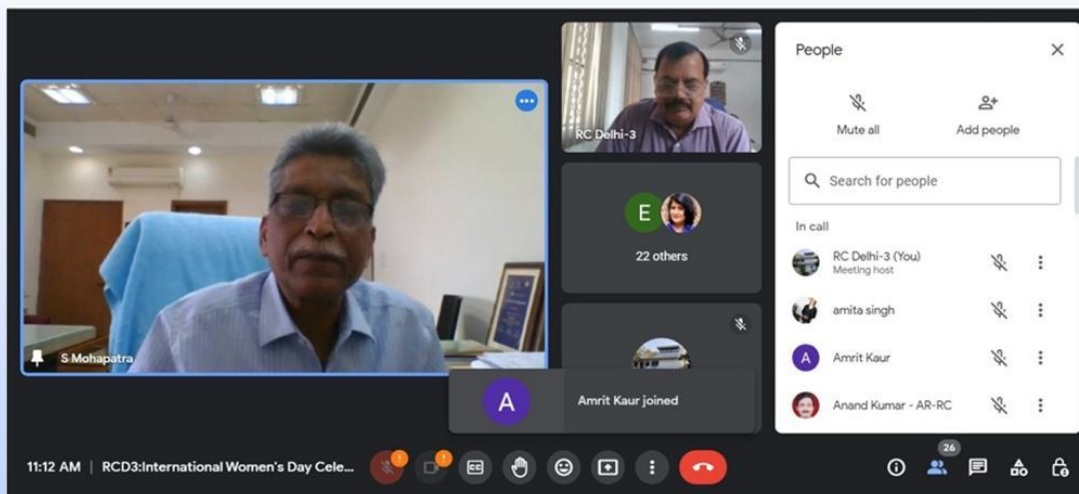 S Mohapatra
RC Delhi-3
E
22 others
A
Amrit Kaur joined
People
Mute all
Add people
Search for people
In call
RC Delhi-3 (You)
Meeting host
amita singh
A
Amrit Kaur
Anand Kumar - AR-RC
11:12 AM | RCD3:International Women's Day Cele...
CC
26